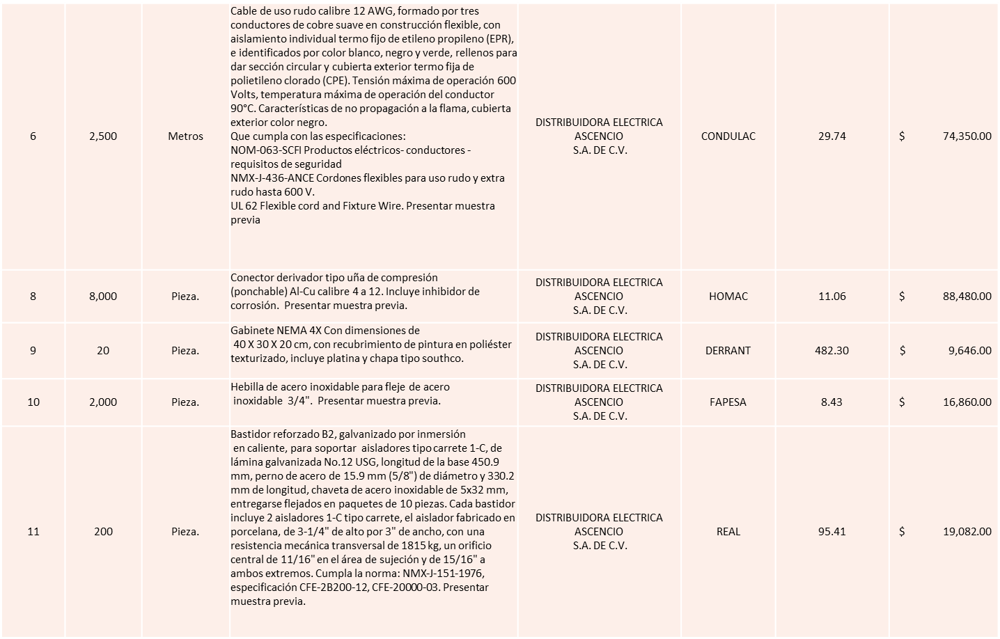 6
2,500
Metros
Cable de uso rudo calibre 12 AWG, formado por tres
conductores de cobre suave en construcción flexible, con
aislamiento individual termo fijo de etileno propileno (EPR),
e identificados por color blanco, negro y verde, rellenos para
dar sección circular y cubierta exterior termo fija de
polietileno clorado (CPE). Tensión máxima de operación 600
Volts, temperatura máxima de operación del conductor
90°C. Características de no propagación a la flama, cubierta
exterior color negro.
Que cumpla con las especificaciones:
NOM-063-SCFI Productos eléctricos- conductores -
requisitos de seguridad
NMX-J-436-ANCE Cordones flexibles para uso rudo y extra
rudo hasta 600 V.
UL 62 Flexible cord and Fixture Wire. Presentar muestra
previa
DISTRIBUIDORA ELECTRICA
ASCENCIO
S.A. DE C.V.
CONDULAC
29.74
$ 74,350.00
8
8,000
Pieza.
Conector derivador tipo uña de compresión
(ponchable) Al-Cu calibre 4 a 12. Incluye inhibidor de
corrosión. Presentar muestra previa.
DISTRIBUIDORA ELECTRICA
ASCENCIO
S.A. DE C.V.
HOMAC
11.06
$ 88,480.00
9
20
Pieza.
Gabinete NEMA 4X Con dimensiones de
40 X 30 X 20 cm, con recubrimiento de pintura en poliéster
texturizado, incluye platina y chapa tipo southco.
DISTRIBUIDORA ELECTRICA
ASCENCIO
S.A. DE C.V.
DERRANT
482.30
$ 9,646.00
10
2,000
Pieza.
Hebilla de acero inoxidable para fleje de acero
inoxidable 3/4". Presentar muestra previa.
DISTRIBUIDORA ELECTRICA
ASCENCIO
S.A. DE C.V.
FAPESA
8.43
$ 16,860.00
11
200
Pieza.
Bastidor reforzado B2, galvanizado por inmersión
en caliente, para soportar aisladores tipo carrete 1-C, de
lámina galvanizada No.12 USG, longitud de la base 450.9
mm, perno de acero de 15.9 mm (5/8") de diámetro y 330.2
mm de longitud, chaveta de acero inoxidable de 5x32 mm,
entregarse flejados en paquetes de 10 piezas. Cada bastidor
incluye 2 aisladores 1-C tipo carrete, el aislador fabricado en
porcelana, de 3-1/4" de alto por 3" de ancho, con una
resistencia mecánica transversal de 1815 kg, un orificio
central de 11/16" en el área de sujeción y de 15/16" a
ambos extremos. Cumpla la norma: NMX-J-151-1976,
especificación CFE-2B200-12, CFE-20000-03. Presentar
muestra previa.
DISTRIBUIDORA ELECTRICA
ASCENCIO
S.A. DE C.V.
REAL
95.41
$ 19,082.00